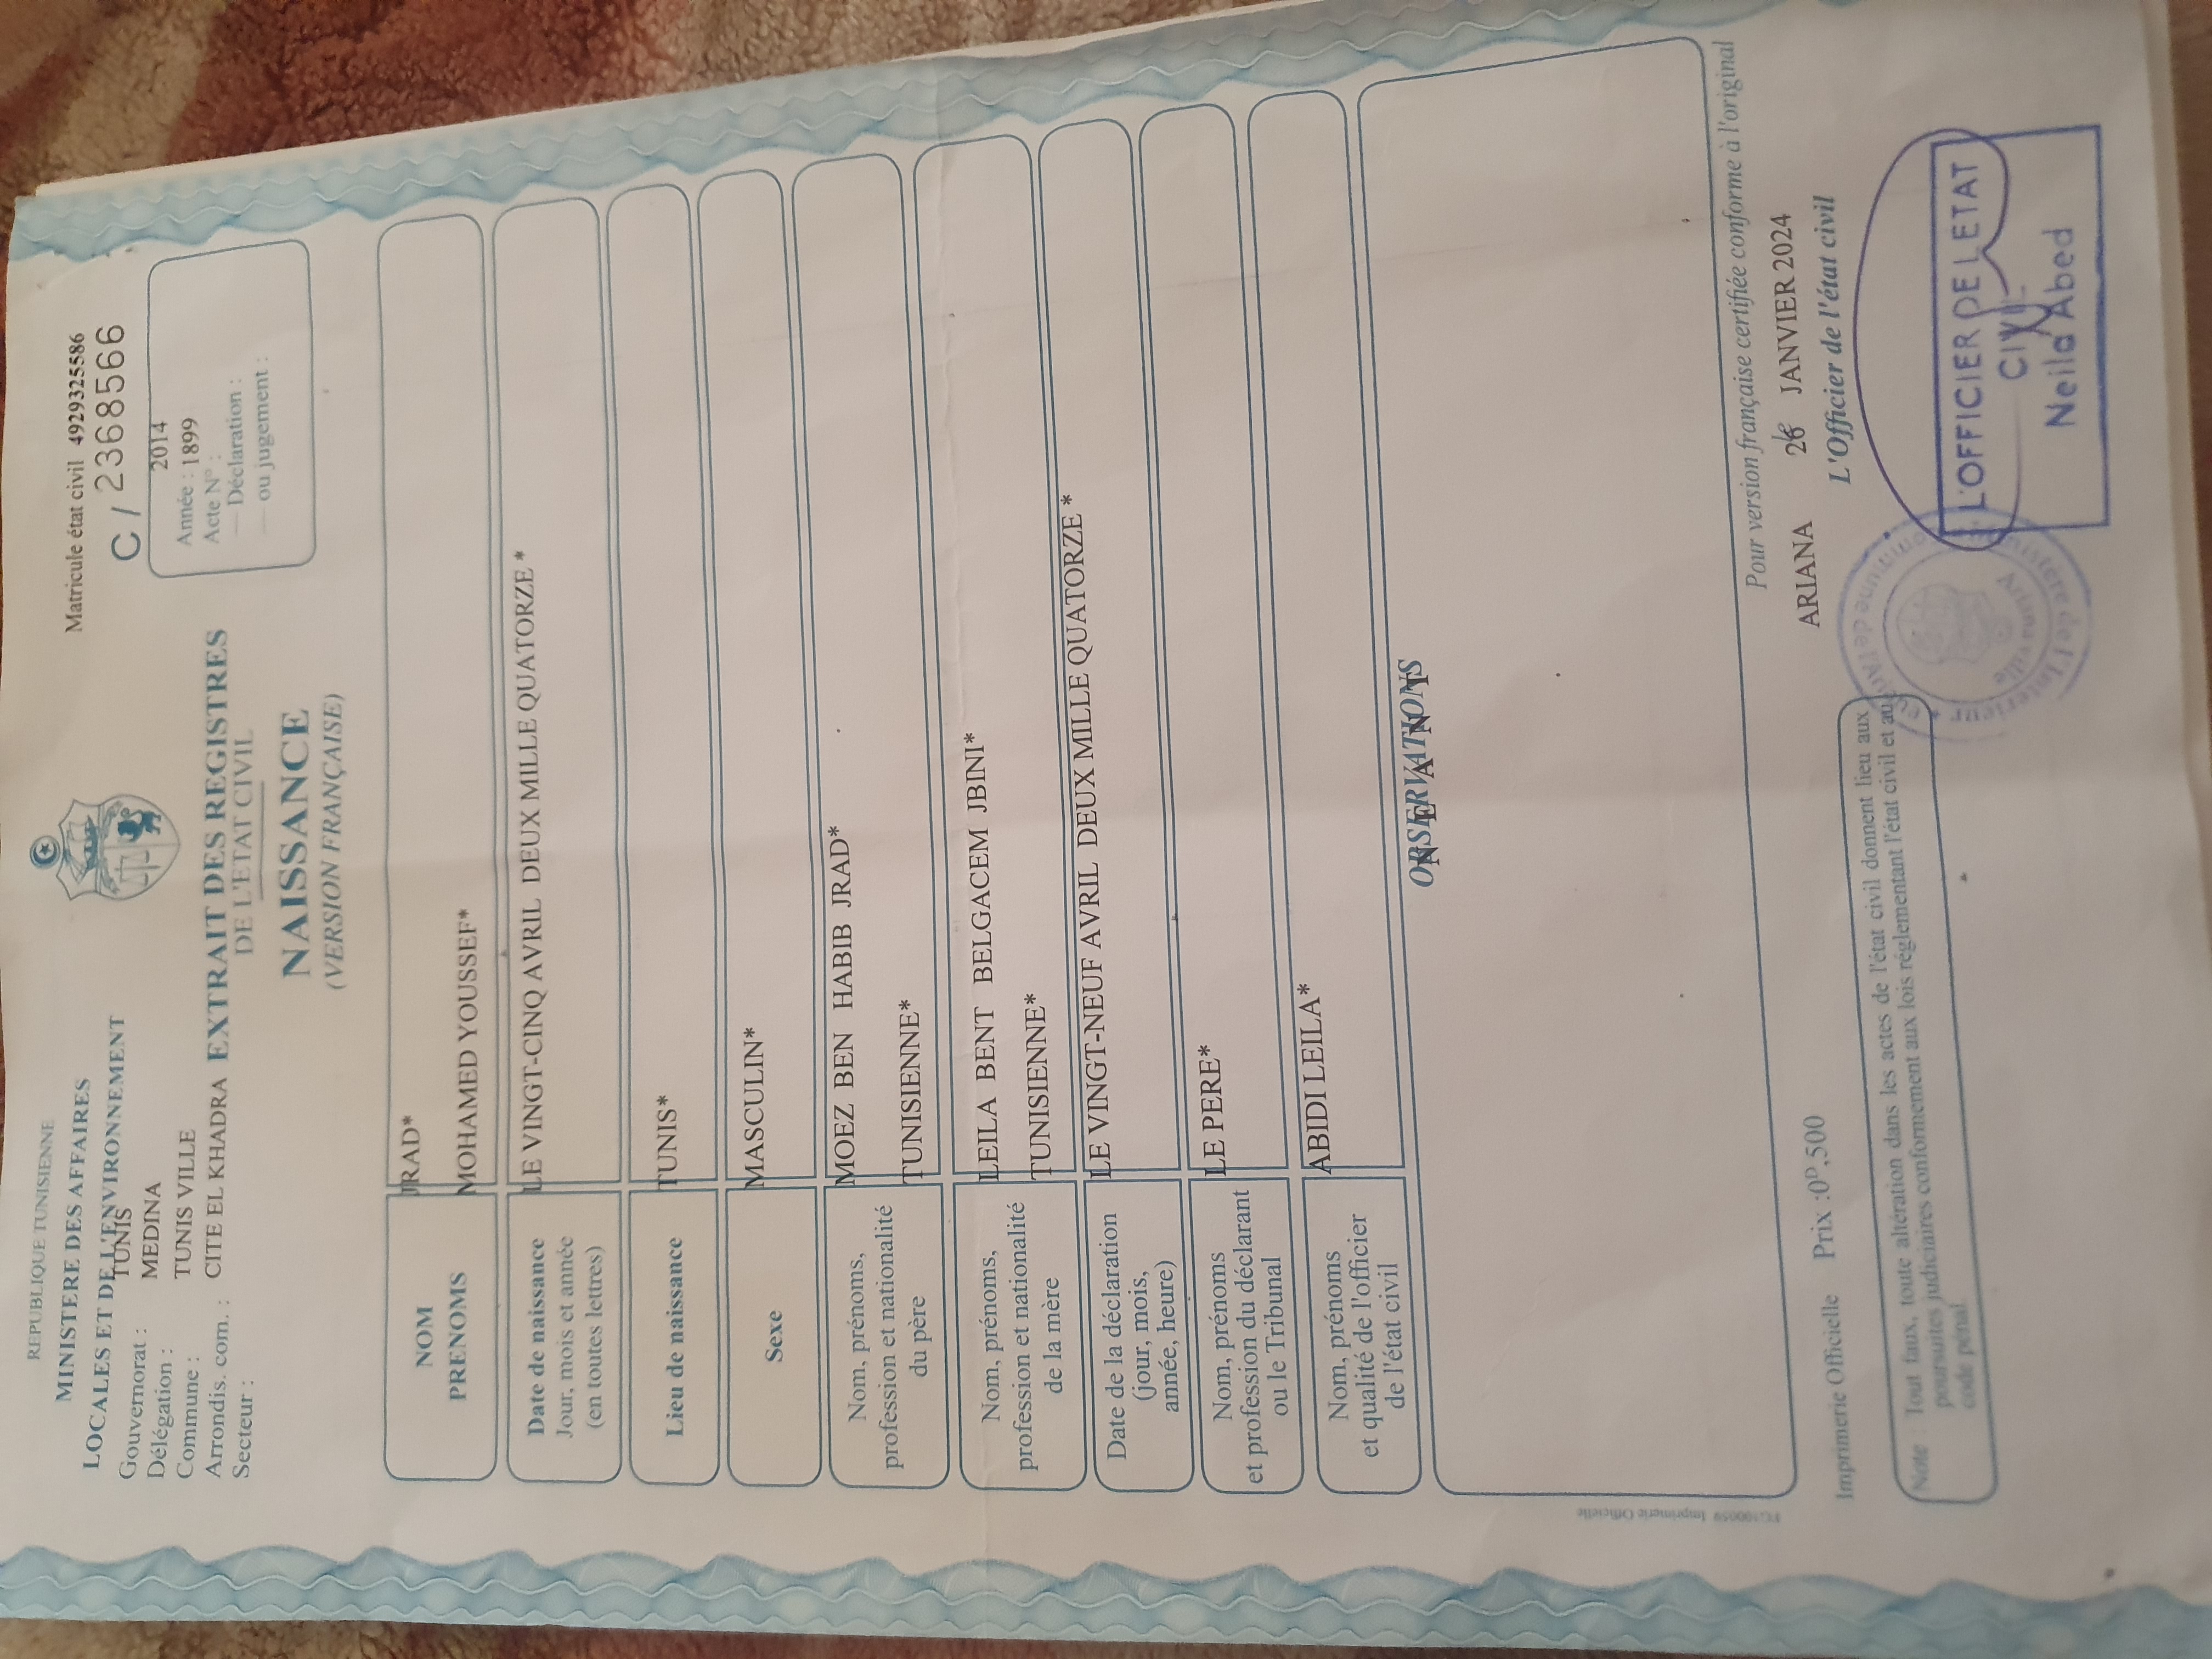 REPUBLIQUE TUNISIENNE
MINISTERE DES AFFAIRES
LOCALES ET DE L'ENVIRONNEMENT
Gouvernorat : TUNIS
Délégation : MEDINA
Commune : TUNIS VILLE
Arrondis. com. : CITE EL KHADRA
Secteur :
Matricule état civil 4929325586
C / 2368566
2014
Année : 1899
Acte N° :
— Déclaration :
— ou jugement :
EXTRAIT DES REGISTRES
DE L'ETAT CIVIL
NAISSANCE
(VERSION FRANÇAISE)
NOM JRAD*
PRENOMS MOHAMED YOUSSEF*
Date de naissance LE VINGT-CINQ AVRIL DEUX MILLE QUATORZE *
Jour, mois et année
(en toutes lettres)
Lieu de naissance TUNIS*
Sexe MASCULIN*
Nom, prénoms, MOEZ BEN HABIB JRAD*
profession et nationalité
du père TUNISIENNE*
Nom, prénoms, LEILA BENT BELGACEM JBINI*
profession et nationalité
de la mère TUNISIENNE*
Date de la déclaration LE VINGT-NEUF AVRIL DEUX MILLE QUATORZE *
(jour, mois,
année, heure)
Nom, prénoms LE PERE*
et profession du déclarant
ou le Tribunal
Nom, prénoms ABIDI LEILA*
et qualité de l'officier
de l'état civil
OBSERVATIONS
N E A N T
EC100059 Imprimerie Officielle
Pour version française certifiée conforme à l'original
ARIANA 26 JANVIER 2024
L'Officier de l'état civil
Imprimerie Officielle Prix :0ᴰ,500
Note : Tout faux, toute altération dans les actes de l'état civil donnent lieu aux
poursuites judiciaires conformément aux lois réglementant l'état civil et au
code pénal.
L'OFFICIER DE L'ETAT
CIVIL
Neila Abed
Ministère de l'Intérieur